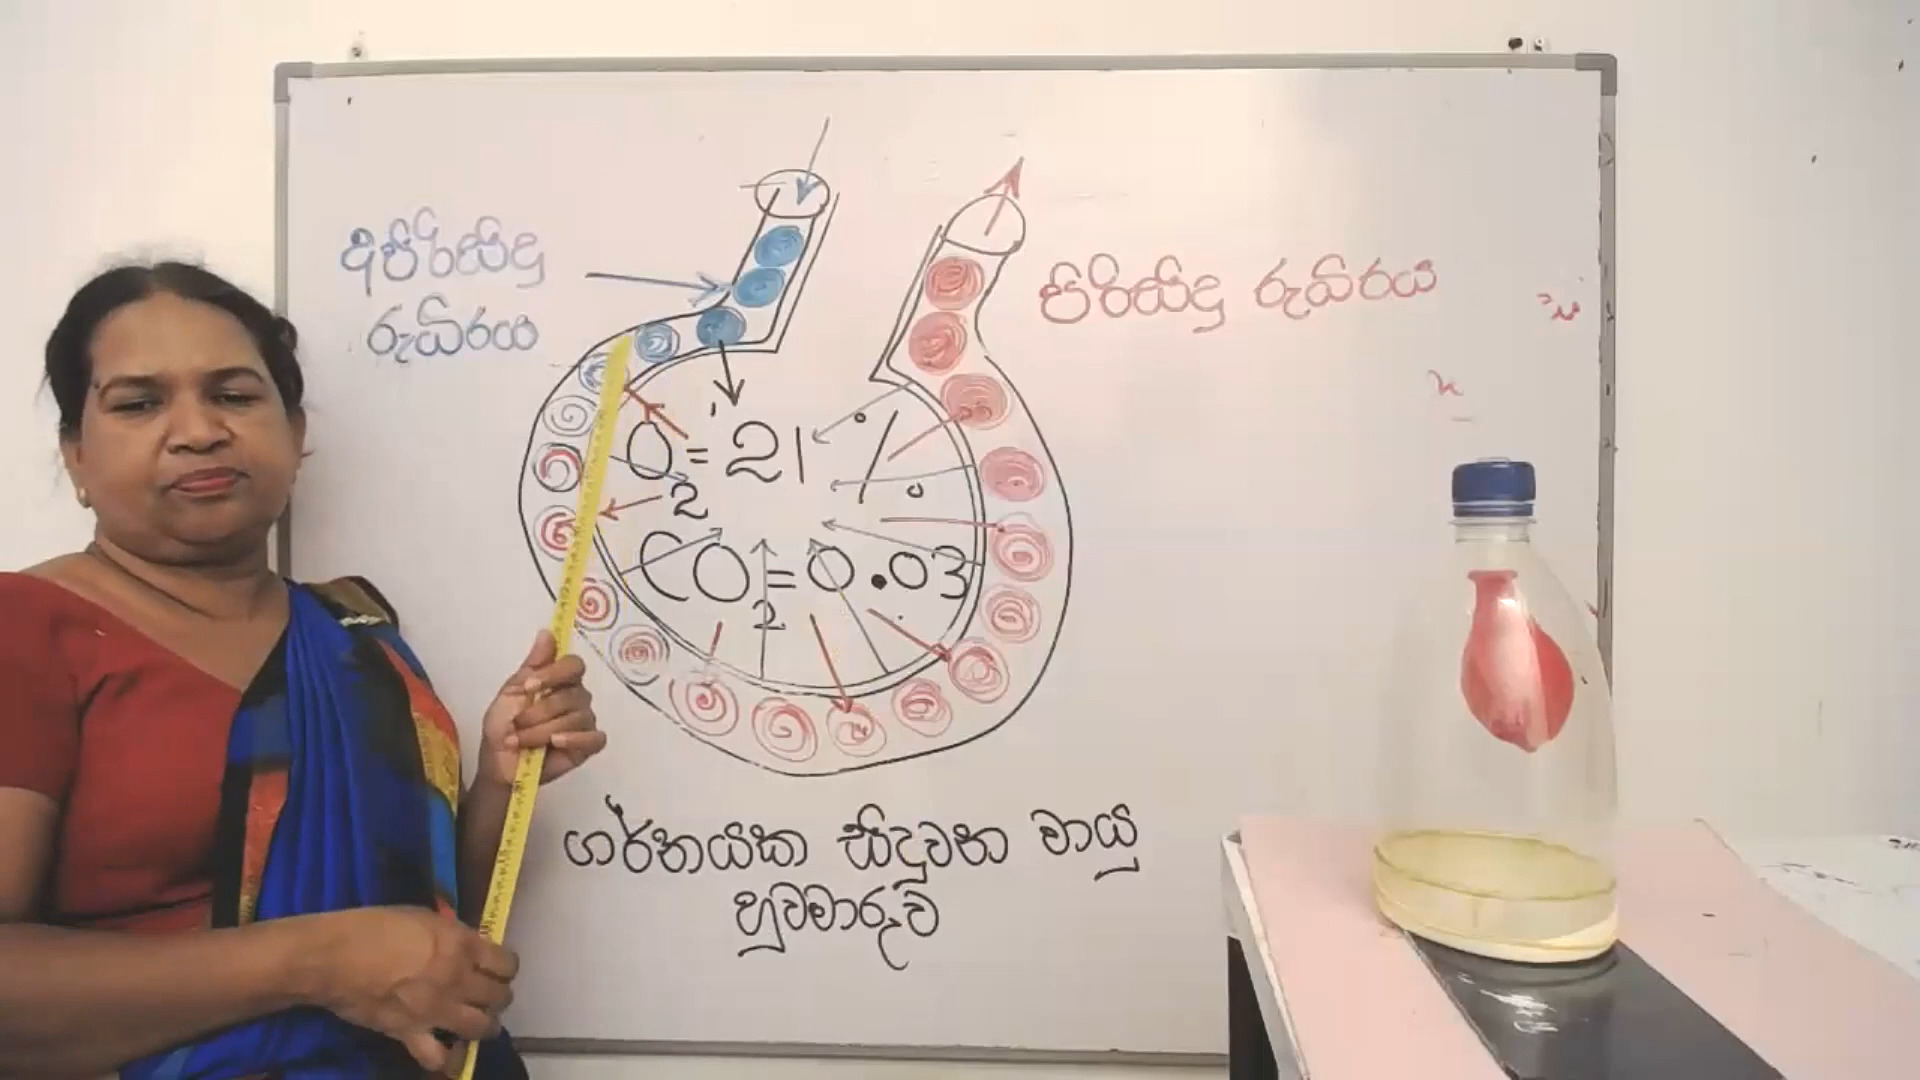 අපිරිසිදු
රුධිරය
පිරිසිදු රුධිරය
O₂ = 21%
CO₂ = 0.03
ගර්තයක සිදුවන වායු
හුවමාරුව